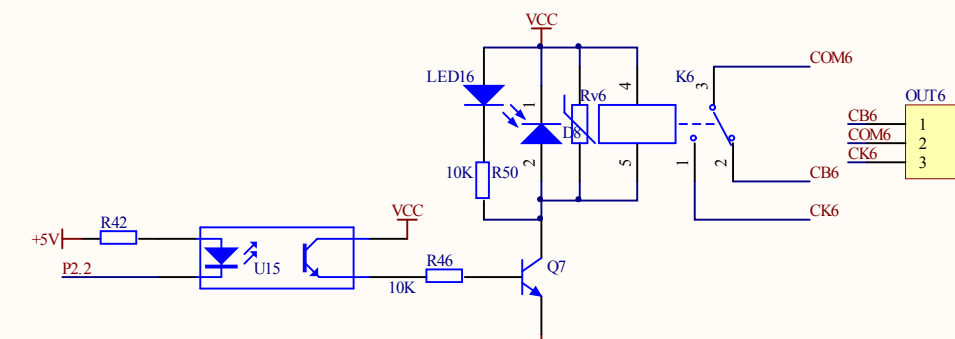 VCC
LED16
1
Rv6
4
K6
3
COM6
OUT6
CB6 1
COM6 2
CK6 3
D8
10K R50
2
5
1
2
CB6
CK6
R42
VCC
+5V
P2.2
U15
R46
10K
Q7